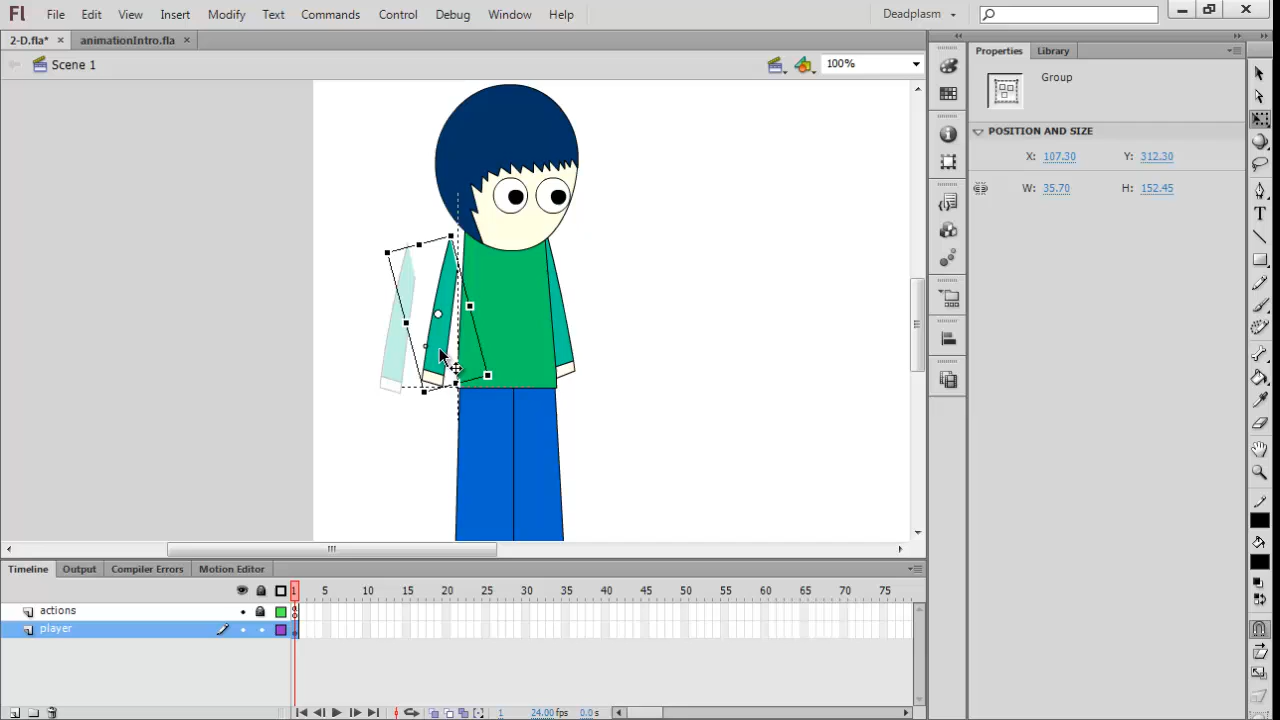 Fl File Edit View Insert Modify Text Commands Control Debug Window Help Deadplasm
2-D.fla* × animationIntro.fla ×
Scene 1 100%
Properties Library
Group
POSITION AND SIZE
X: 107.30 Y: 312.30
W: 35.70 H: 152.45
T
Timeline Output Compiler Errors Motion Editor
1 5 10 15 20 25 30 35 40 45 50 55 60 65 70 75
actions
player
1 24.00 fps 0.0 s